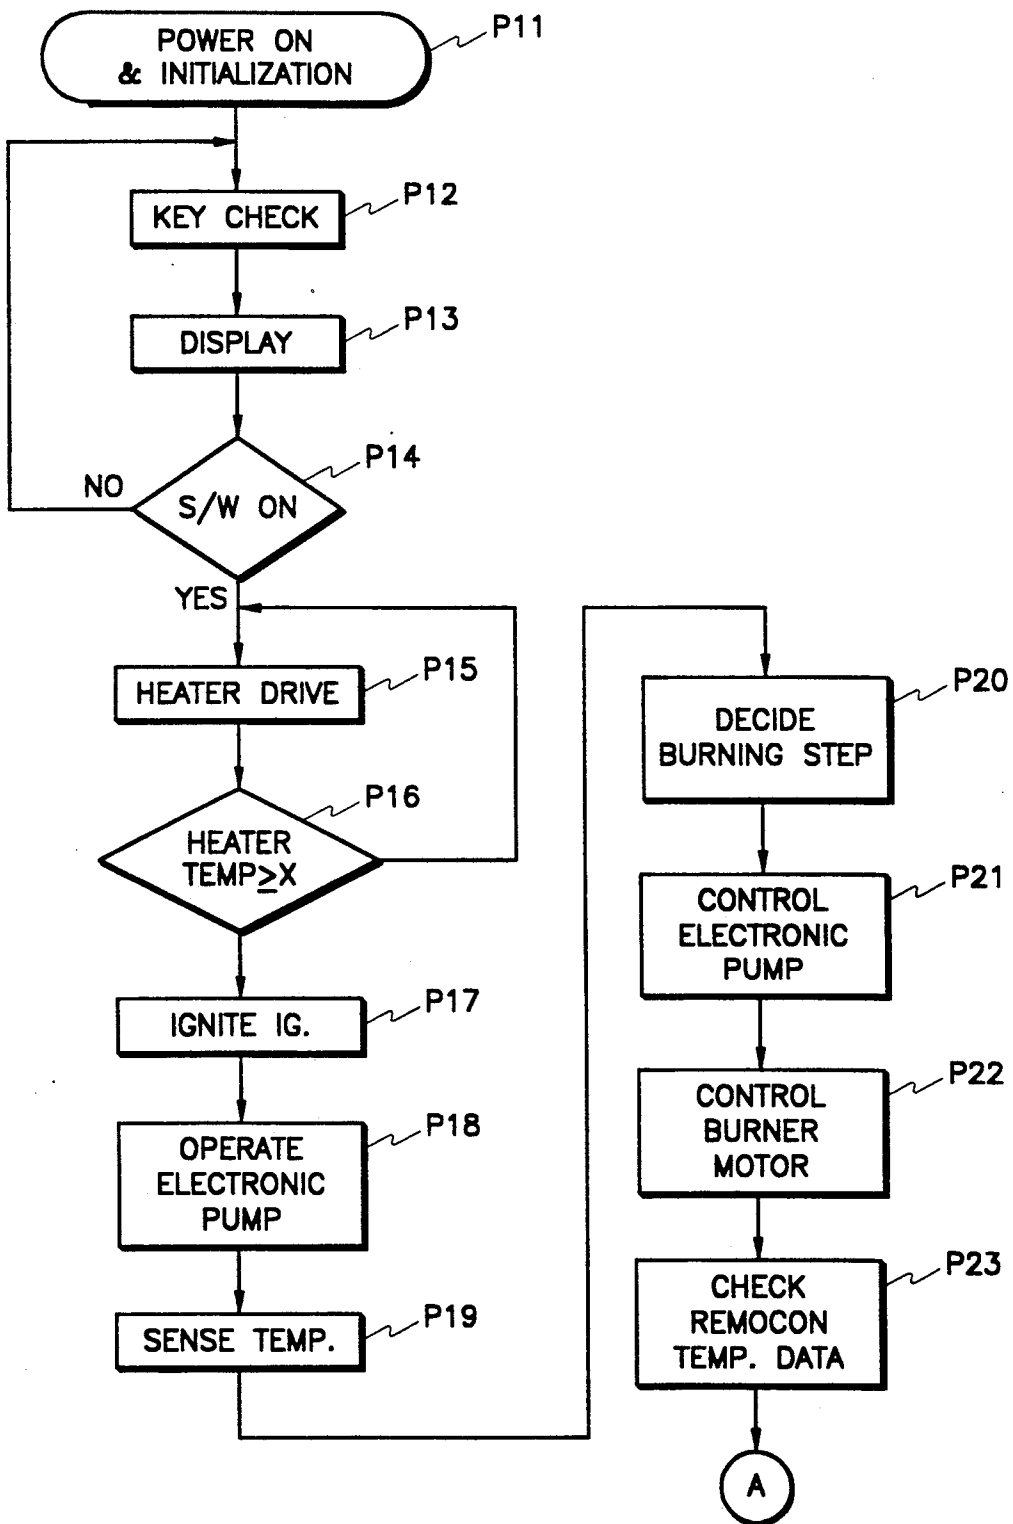 POWER ON
& INITIALIZATION
P11
KEY CHECK
P12
DISPLAY
P13
S/W ON
P14
NO
YES
HEATER DRIVE
P15
HEATER
TEMP≥X
P16
IGNITE IG.
P17
OPERATE
ELECTRONIC
PUMP
P18
SENSE TEMP.
P19
DECIDE
BURNING STEP
P20
CONTROL
ELECTRONIC
PUMP
P21
CONTROL
BURNER
MOTOR
P22
CHECK
REMOCON
TEMP. DATA
P23
A